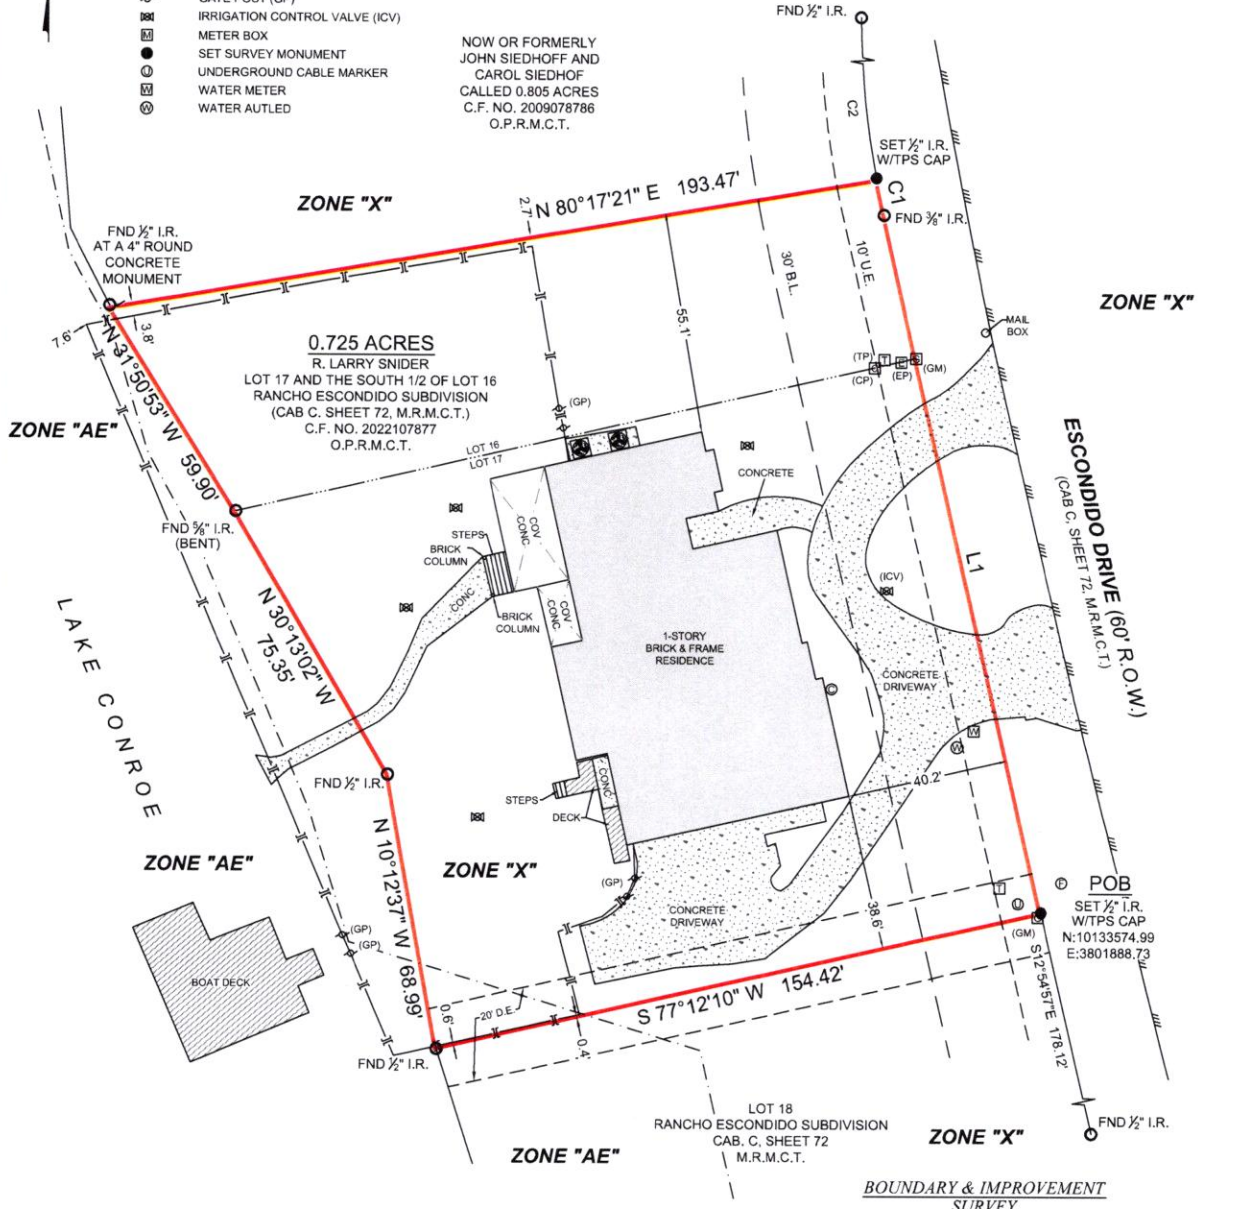 GATE POST (GP)
IRRIGATION CONTROL VALVE (ICV)
M METER BOX
SET SURVEY MONUMENT
U UNDERGROUND CABLE MARKER
W WATER METER
W WATER AUTLED
NOW OR FORMERLY
JOHN SIEDHOFF AND
CAROL SIEDHOF
CALLED 0.805 ACRES
C.F. NO. 2009078786
O.P.R.M.C.T.
FND ½" I.R.
C2
SET ½" I.R.
W/TPS CAP
C1
FND ⅜" I.R.
ZONE "X"
2.7'
N 80°17'21" E 193.47'
FND ½" I.R.
AT A 4" ROUND
CONCRETE
MONUMENT
7.6'
3.8'
30' B.L.
10' U.E.
55.1'
ZONE "X"
MAIL
BOX
0.725 ACRES
R. LARRY SNIDER
LOT 17 AND THE SOUTH 1/2 OF LOT 16
RANCHO ESCONDIDO SUBDIVISION
(CAB C. SHEET 72, M.R.M.C.T.)
C.F. NO. 2022107877
O.P.R.M.C.T.
N 31°50'53" W 59.90'
(TP)
T
E
(CP)
(EP)
(GM)
(GP)
ZONE "AE"
LOT 16
LOT 17
CONCRETE
ESCONDIDO DRIVE (60' R.O.W.)
(CAB C, SHEET 72, M.R.M.C.T.)
FND ⅝" I.R.
(BENT)
STEPS
BRICK
COLUMN
COV
CONC
CONC
BRICK
COLUMN
COV
CONC
L1
(ICV)
LAKE CONROE
N 30°13'02" W
75.35'
1-STORY
BRICK & FRAME
RESIDENCE
C
CONCRETE
DRIVEWAY
W
W
FND ½" I.R.
STEPS
CONC
DECK
40.2'
ZONE "AE"
ZONE "X"
N 10°12'37" W 68.99'
(GP)
CONCRETE
DRIVEWAY
38.6'
T
U
F
POB
SET ½" I.R.
W/TPS CAP
N:10133574.99
E:3801888.73
(GM)
(GP)
(GP)
BOAT DECK
S 77°12'10" W 154.42'
S12°54'57"E 178.12'
0.6'
20' D.E.
0.4'
FND ½" I.R.
LOT 18
RANCHO ESCONDIDO SUBDIVISION
CAB. C, SHEET 72
M.R.M.C.T.
ZONE "AE"
ZONE "X"
FND ½" I.R.
BOUNDARY & IMPROVEMENT
SURVEY